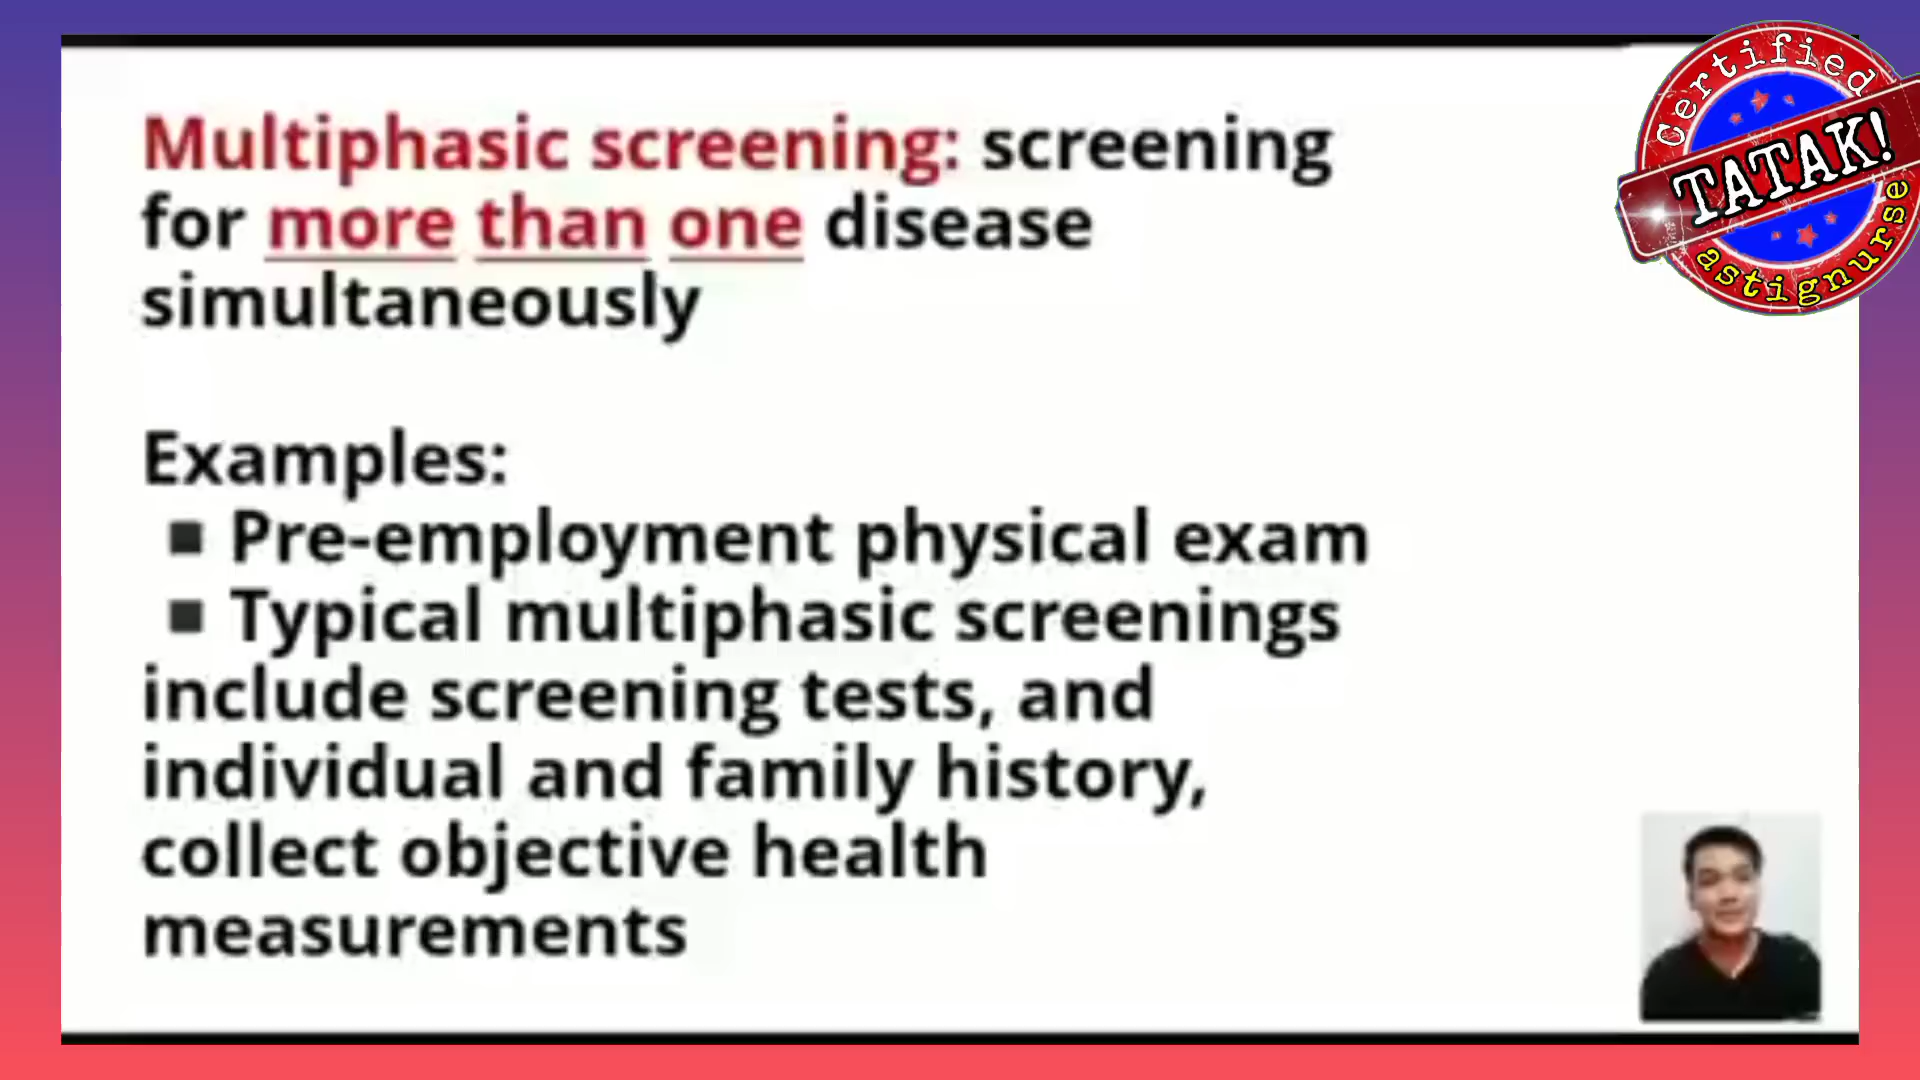 Multiphasic screening: screening
for more than one disease
simultaneously
Examples:
▪ Pre-employment physical exam
▪ Typical multiphasic screenings
include screening tests, and
individual and family history,
collect objective health
measurements
Certified
TATAK!
astignurse